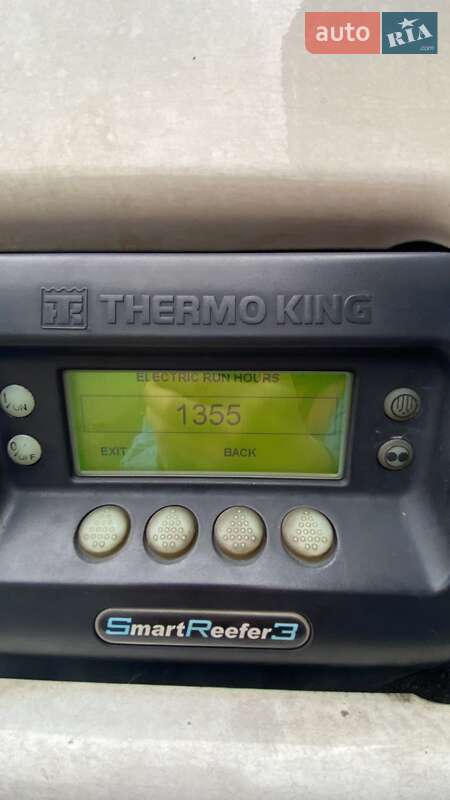 auto RIA.com
THERMO KING
ELECTRIC RUN HOURS
1355
EXIT BACK
ON
OFF
SmartReefer3